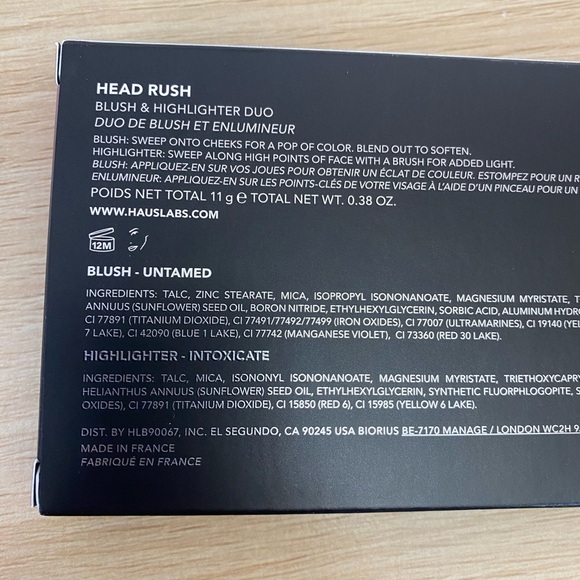 HEAD RUSH
BLUSH & HIGHLIGHTER DUO
DUO DE BLUSH ET ENLUMINEUR
BLUSH: SWEEP ONTO CHEEKS FOR A POP OF COLOR. BLEND OUT TO SOFTEN.
HIGHLIGHTER: SWEEP ALONG HIGH POINTS OF FACE WITH A BRUSH FOR ADDED LIGHT.
BLUSH: APPLIQUEZ-EN SUR VOS JOUES POUR OBTENIR UN ÉCLAT DE COULEUR. ESTOMPEZ POUR UN R
ENLUMINEUR: APPLIQUEZ-EN SUR LES POINTS-CLÉS DE VOTRE VISAGE À L'AIDE D'UN PINCEAU POUR UN
POIDS NET TOTAL 11 g e TOTAL NET WT. 0.38 OZ.
WWW.HAUSLABS.COM
12M
BLUSH - UNTAMED
INGREDIENTS: TALC, ZINC STEARATE, MICA, ISOPROPYL ISONONANOATE, MAGNESIUM MYRISTATE, T
ANNUUS (SUNFLOWER) SEED OIL, BORON NITRIDE, ETHYLHEXYLGLYCERIN, SORBIC ACID, ALUMINUM HYDRO
CI 77891 (TITANIUM DIOXIDE), CI 77491/77492/77499 (IRON OXIDES), CI 77007 (ULTRAMARINES), CI 19140 (YE
7 LAKE), CI 42090 (BLUE 1 LAKE), CI 77742 (MANGANESE VIOLET), CI 73360 (RED 30 LAKE).
HIGHLIGHTER - INTOXICATE
INGREDIENTS: TALC, MICA, ISONONYL ISONONANOATE, MAGNESIUM MYRISTATE, TRIETHOXYCAPRY
HELIANTHUS ANNUUS (SUNFLOWER) SEED OIL, ETHYLHEXYLGLYCERIN, SYNTHETIC FLUORPHLOGOPITE, S
OXIDES), CI 77891 (TITANIUM DIOXIDE), CI 15850 (RED 6), CI 15985 (YELLOW 6 LAKE).
DIST. BY HLB90067, INC. EL SEGUNDO, CA 90245 USA BIORIUS BE-7170 MANAGE / LONDON WC2H 9
MADE IN FRANCE
FABRIQUÉ EN FRANCE